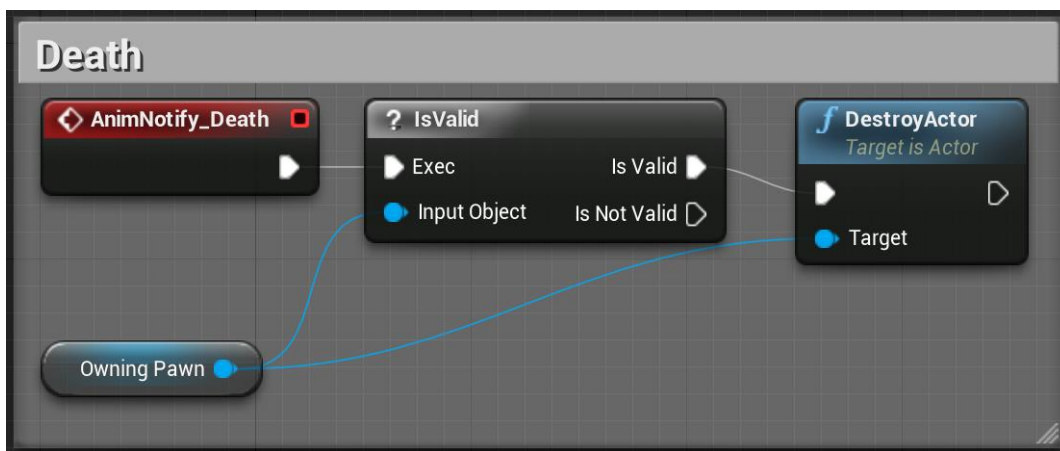 Death
AnimNotify_Death
? IsValid
Exec
Is Valid
Input Object
Is Not Valid
f DestroyActor
Target is Actor
Target
Owning Pawn